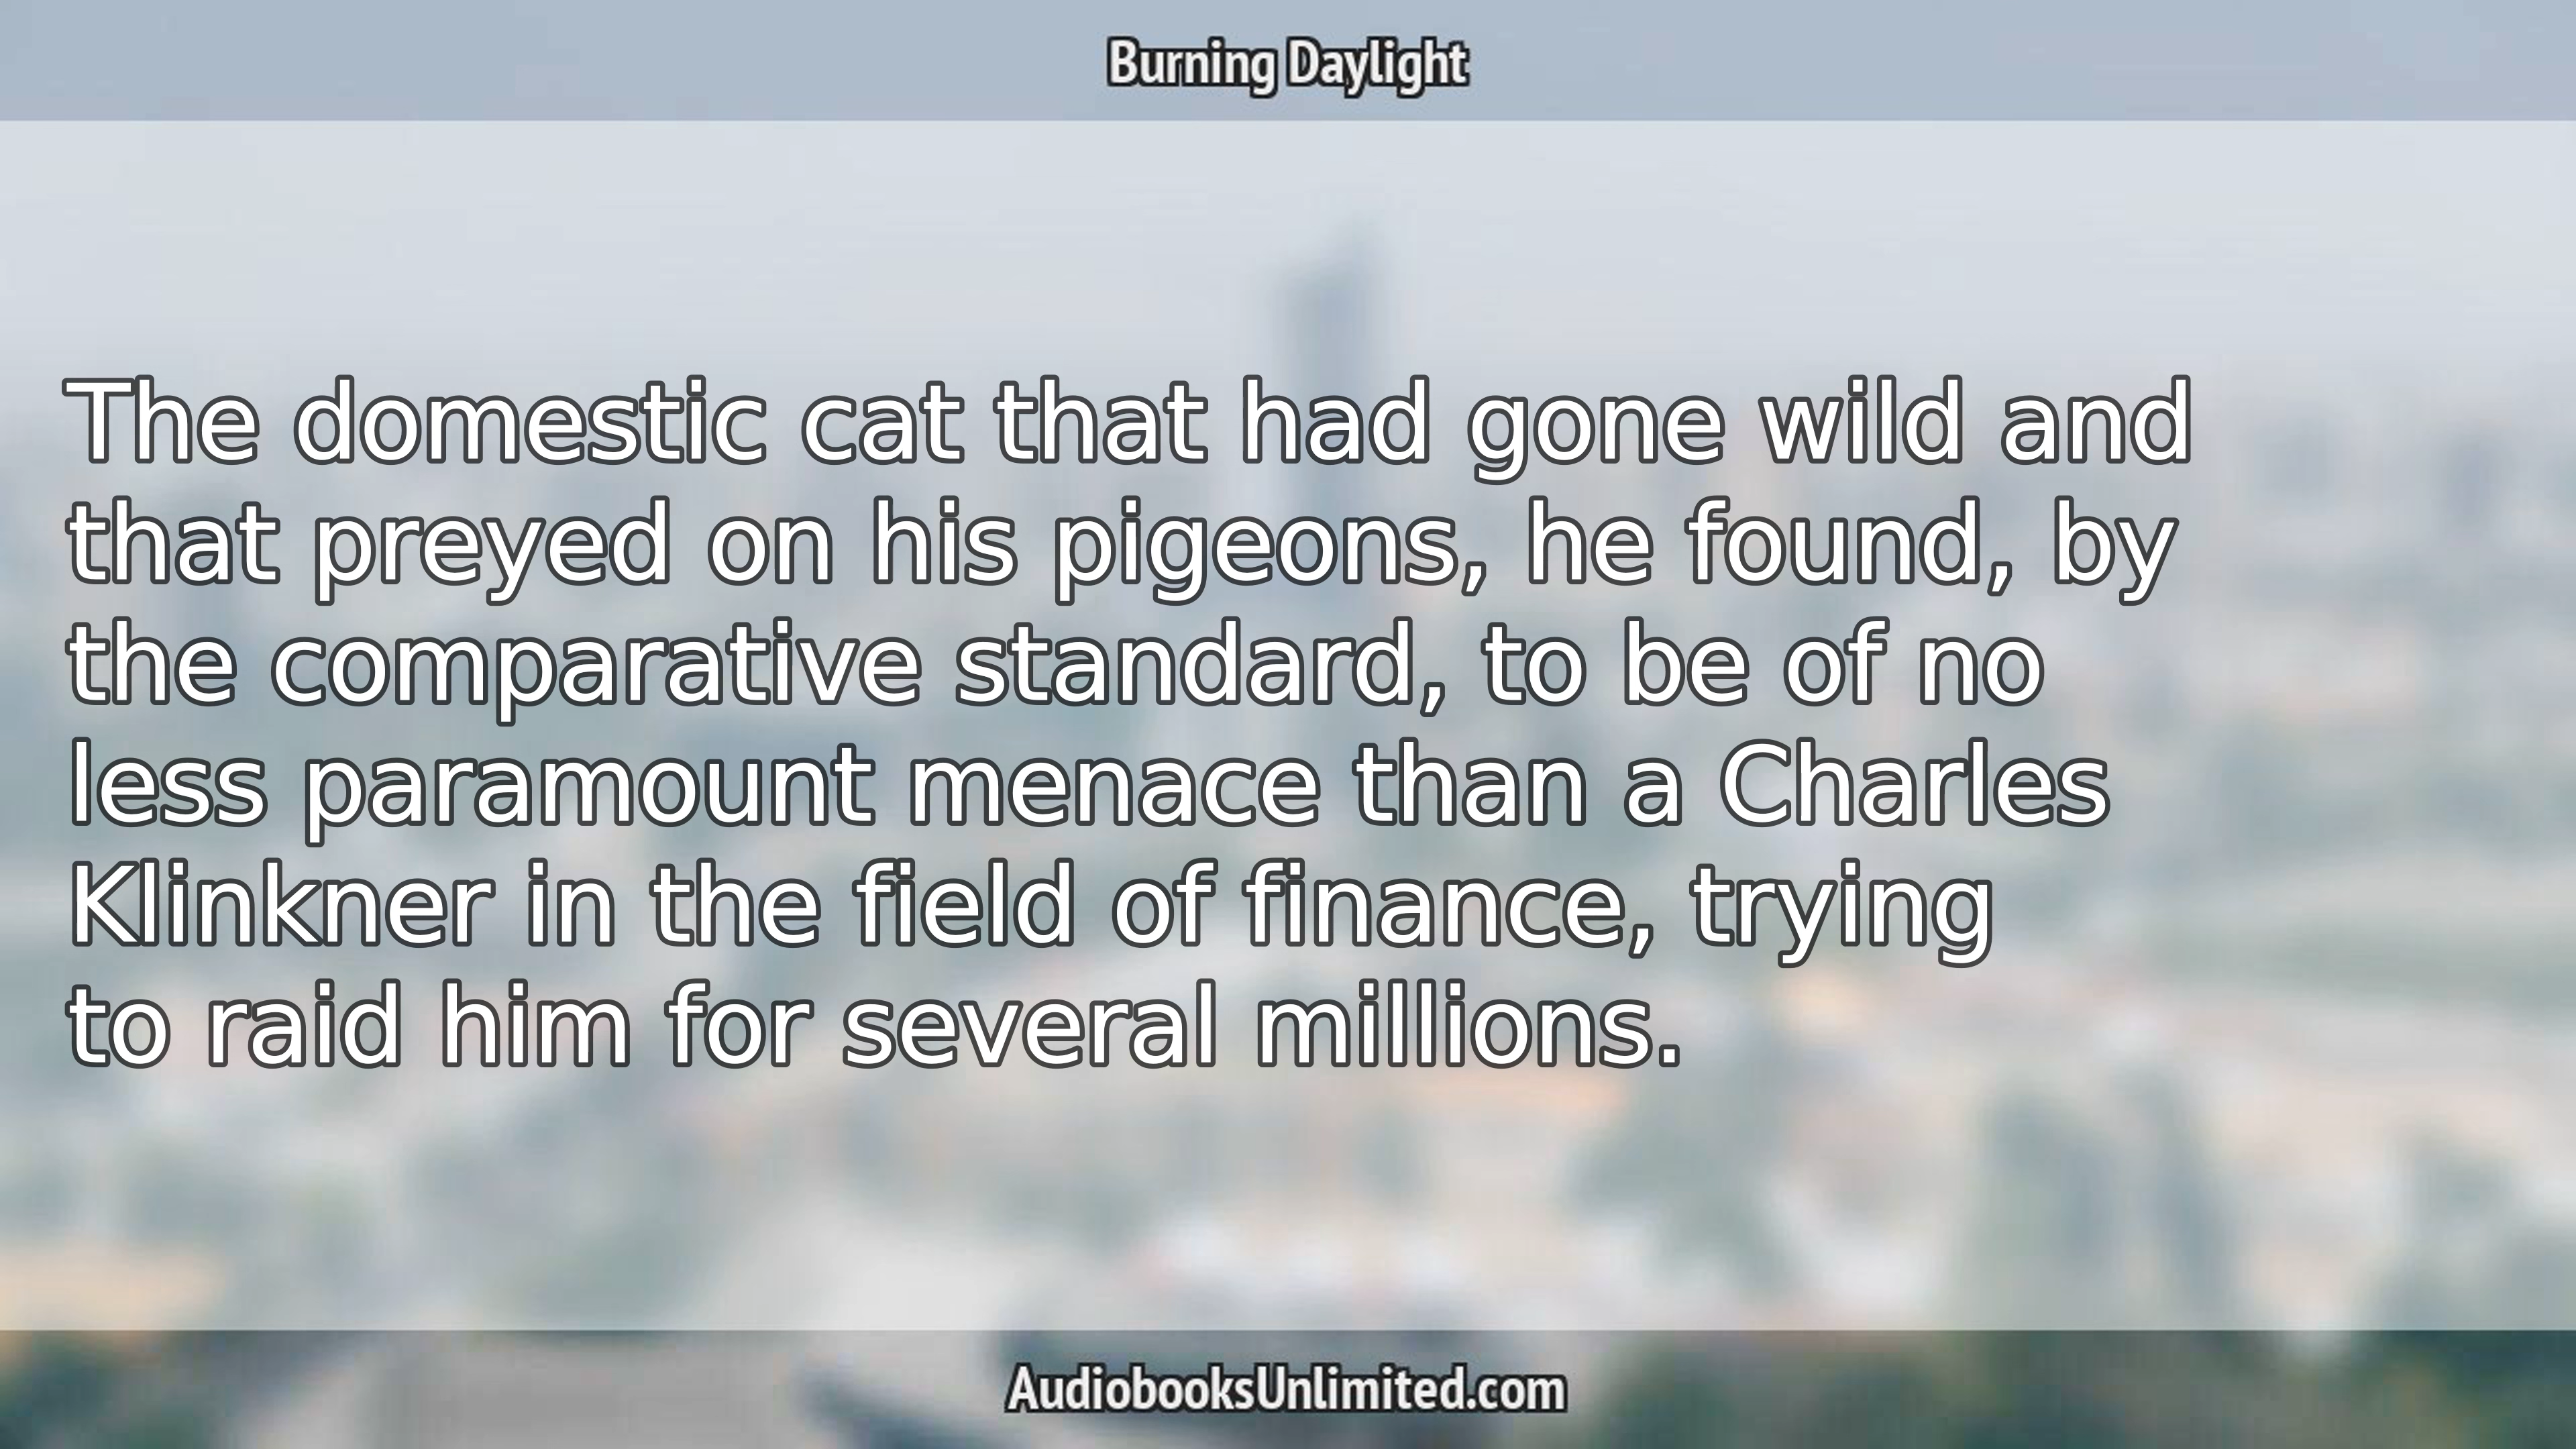 Burning Daylight
The domestic cat that had gone wild and
that preyed on his pigeons, he found, by
the comparative standard, to be of no
less paramount menace than a Charles
Klinkner in the field of finance, trying
to raid him for several millions.
AudiobooksUnlimited.com